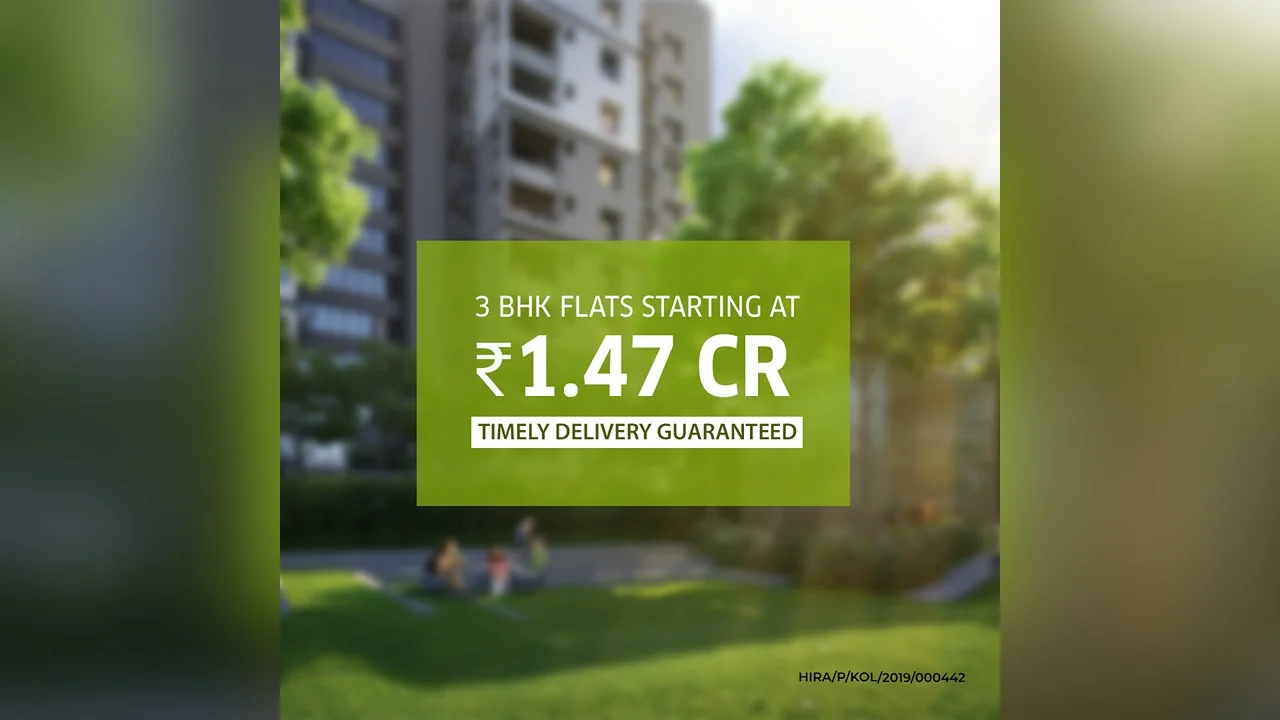 3 BHK FLATS STARTING AT
₹1.47 CR
TIMELY DELIVERY GUARANTEED
HIRA/P/KOL/2019/000442